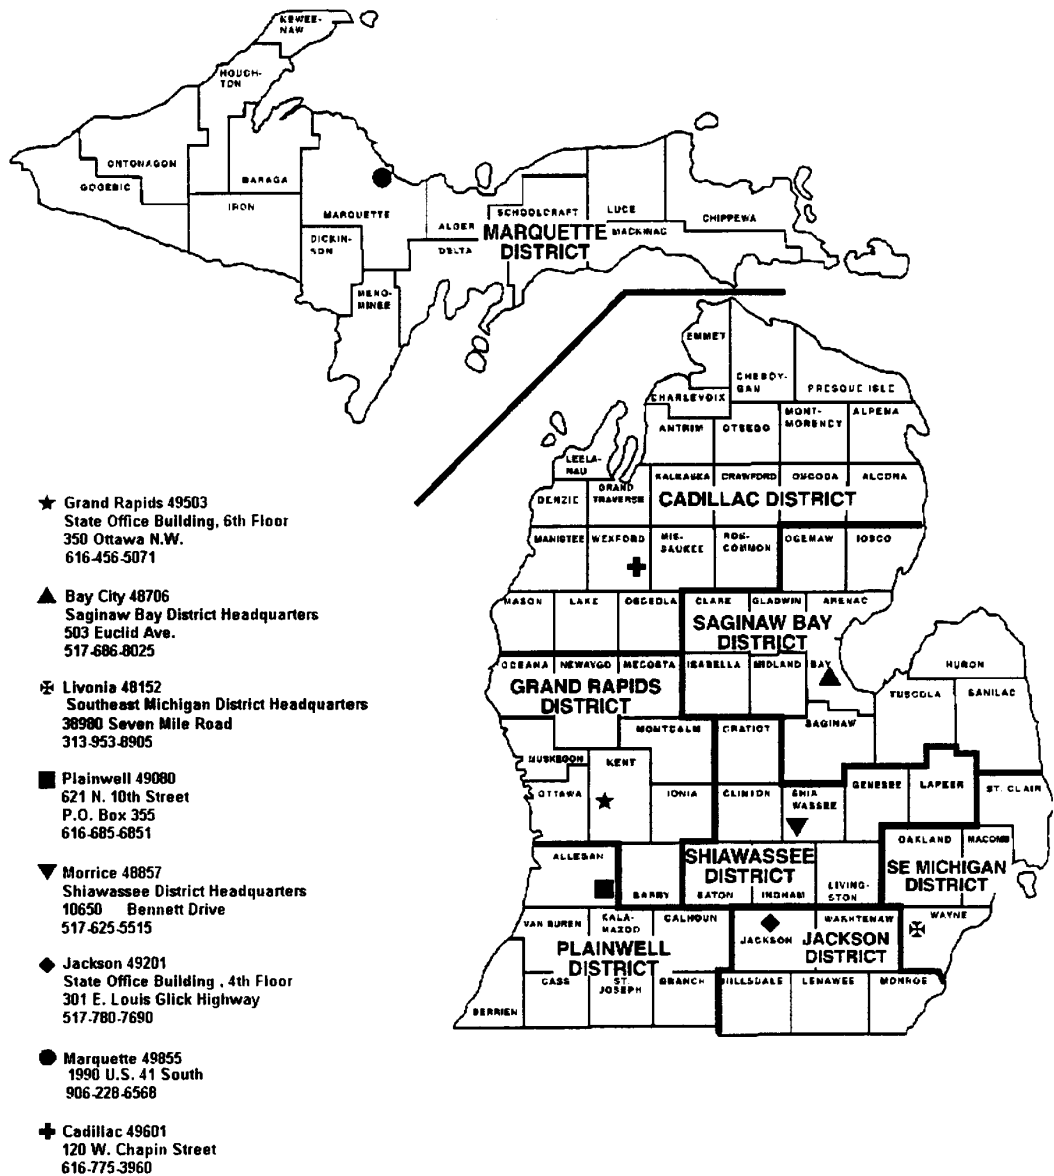 KEWEE-
NAW
HOUGH-
TON
ONTONAGON
GOGEBIC
BARAGA
IRON
MARQUETTE
DICKIN-
SON
MENO-
MINEE
ALGER
DELTA
SCHOOLCRAFT
LUCE
MACKINAC
CHIPPEWA
MARQUETTE
DISTRICT
EMMET
CHEBOY-
GAN
PRESQUE ISLE
CHARLEVOIX
ANTRIM
OTSEGO
MONT-
MORENCY
ALPENA
LEELA-
NAU
BENZIE
GRAND
TRAVERSE
KALKASKA
CRAWFORD
OSCODA
ALCONA
CADILLAC DISTRICT
MANISTEE
WEXFORD
MIS-
SAUKEE
ROS-
COMMON
OGEMAW
IOSCO
MASON
LAKE
OSCEOLA
CLARE
GLADWIN
ARENAC
SAGINAW BAY
DISTRICT
OCEANA
NEWAYGO
MECOSTA
ISABELLA
MIDLAND
BAY
HURON
GRAND RAPIDS
DISTRICT
TUSCOLA
SANILAC
SAGINAW
MONTCALM
GRATIOT
MUSKEGON
KENT
OTTAWA
IONIA
CLINTON
SHIA
WASSEE
GENESEE
LAPEER
ST. CLAIR
ALLEGAN
BARRY
EATON
INGHAM
LIVING-
STON
OAKLAND
MACOMB
SHIAWASSEE
DISTRICT
SE MICHIGAN
DISTRICT
VAN BUREN
KALA-
MAZOO
CALHOUN
JACKSON
WASHTENAW
WAYNE
PLAINWELL
DISTRICT
JACKSON
DISTRICT
BERRIEN
CASS
ST.
JOSEPH
BRANCH
HILLSDALE
LENAWEE
MONROE
Grand Rapids 49503
State Office Building, 6th Floor
350 Ottawa N.W.
616-456-5071
Bay City 48706
Saginaw Bay District Headquarters
503 Euclid Ave.
517-686-8025
Livonia 48152
Southeast Michigan District Headquarters
38980 Seven Mile Road
313-953-8905
Plainwell 49080
621 N. 10th Street
P.O. Box 355
616-685-6851
Morrice 48857
Shiawassee District Headquarters
10650 Bennett Drive
517-625-5515
Jackson 49201
State Office Building , 4th Floor
301 E. Louis Glick Highway
517-780-7690
Marquette 49855
1990 U.S. 41 South
906-228-6568
Cadillac 49601
120 W. Chapin Street
616-775-3960